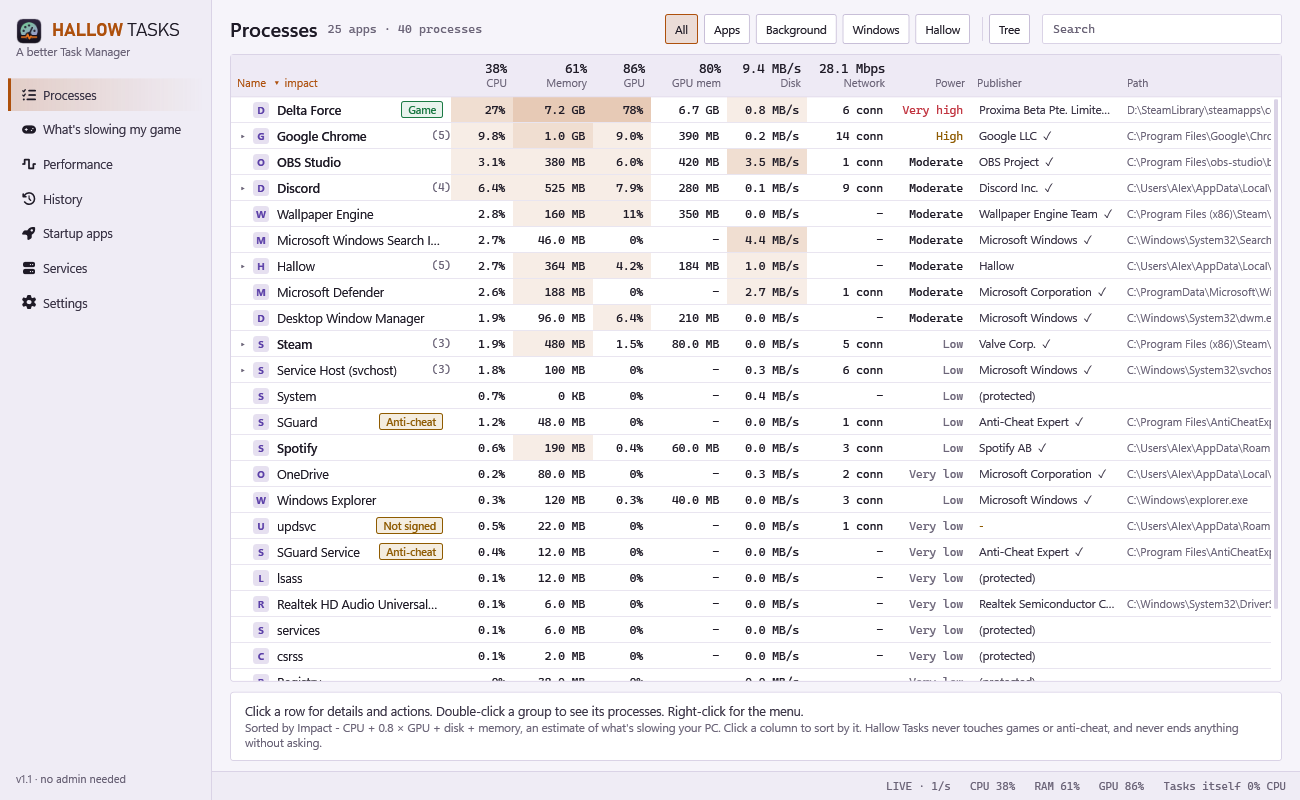 HALLOW TASKS
A better Task Manager
Processes
What's slowing my game
Performance
History
Startup apps
Services
Settings
v1.1 · no admin needed
Processes 25 apps · 40 processes
All Apps Background Windows Hallow Tree Search
38% 61% 86% 80% 9.4 MB/s 28.1 Mbps
Name ▾ impact CPU Memory GPU GPU mem Disk Network Power Publisher Path
D Delta Force Game 27% 7.2 GB 78% 6.7 GB 0.8 MB/s 6 conn Very high Proxima Beta Pte. Limite... D:\SteamLibrary\steamapps\c
▸ G Google Chrome (5) 9.8% 1.0 GB 9.0% 390 MB 0.2 MB/s 14 conn High Google LLC ✓ C:\Program Files\Google\Chrc
O OBS Studio 3.1% 380 MB 6.0% 420 MB 3.5 MB/s 1 conn Moderate OBS Project ✓ C:\Program Files\obs-studio\b
▸ D Discord (4) 6.4% 525 MB 7.9% 280 MB 0.1 MB/s 9 conn Moderate Discord Inc. ✓ C:\Users\Alex\AppData\Local\
W Wallpaper Engine 2.8% 160 MB 11% 350 MB 0.0 MB/s – Moderate Wallpaper Engine Team ✓ C:\Program Files (x86)\Steam\
M Microsoft Windows Search I... 2.7% 46.0 MB 0% – 4.4 MB/s – Moderate Microsoft Windows ✓ C:\Windows\System32\Search
▸ H Hallow (5) 2.7% 364 MB 4.2% 184 MB 1.0 MB/s – Moderate Hallow C:\Users\Alex\AppData\Local\
M Microsoft Defender 2.6% 188 MB 0% – 2.7 MB/s 1 conn Moderate Microsoft Corporation ✓ C:\ProgramData\Microsoft\Wi
D Desktop Window Manager 1.9% 96.0 MB 6.4% 210 MB 0.0 MB/s – Moderate Microsoft Windows ✓ C:\Windows\System32\dwm.e
▸ S Steam (3) 1.9% 480 MB 1.5% 80.0 MB 0.0 MB/s 5 conn Low Valve Corp. ✓ C:\Program Files (x86)\Steam\
▸ S Service Host (svchost) (3) 1.8% 100 MB 0% – 0.3 MB/s 6 conn Low Microsoft Windows ✓ C:\Windows\System32\svchos
S System 0.7% 0 KB 0% – 0.4 MB/s – Low (protected)
S SGuard Anti-cheat 1.2% 48.0 MB 0% – 0.0 MB/s 1 conn Low Anti-Cheat Expert ✓ C:\Program Files\AntiCheatExp
S Spotify 0.6% 190 MB 0.4% 60.0 MB 0.0 MB/s 3 conn Low Spotify AB ✓ C:\Users\Alex\AppData\Roam
O OneDrive 0.2% 80.0 MB 0% – 0.3 MB/s 2 conn Very low Microsoft Corporation ✓ C:\Users\Alex\AppData\Local\
W Windows Explorer 0.3% 120 MB 0.3% 40.0 MB 0.0 MB/s 3 conn Low Microsoft Windows ✓ C:\Windows\explorer.exe
U updsvc Not signed 0.5% 22.0 MB 0% – 0.0 MB/s 1 conn Very low - C:\Users\Alex\AppData\Roam
S SGuard Service Anti-cheat 0.4% 12.0 MB 0% – 0.0 MB/s – Very low Anti-Cheat Expert ✓ C:\Program Files\AntiCheatExp
L lsass 0.1% 12.0 MB 0% – 0.0 MB/s – Very low (protected)
R Realtek HD Audio Universal... 0.1% 6.0 MB 0% – 0.0 MB/s – Very low Realtek Semiconductor C... C:\Windows\System32\DriverS
S services 0.1% 6.0 MB 0% – 0.0 MB/s – Very low (protected)
C csrss 0.1% 2.0 MB 0% – 0.0 MB/s – Very low (protected)
Click a row for details and actions. Double-click a group to see its processes. Right-click for the menu.
Sorted by Impact - CPU + 0.8 × GPU + disk + memory, an estimate of what's slowing your PC. Click a column to sort by it. Hallow Tasks never touches games or anti-cheat, and never ends anything
without asking.
LIVE · 1/s CPU 38% RAM 61% GPU 86% Tasks itself 0% CPU